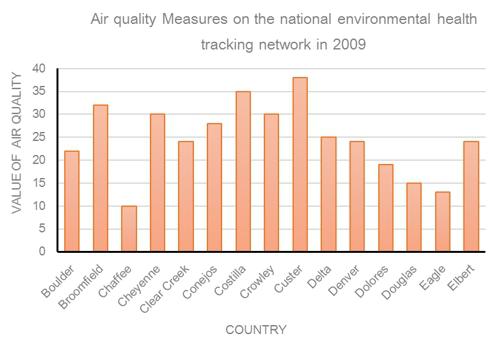 Air quality Measures on the national environmental health
tracking network in 2009
VALUE OF AIR QUALITY
40
35
30
25
20
15
10
5
0
Boulder
Broomfield
Chaffee
Cheyenne
Clear Creek
Conejos
Costilla
Crowley
Custer
Delta
Denver
Dolores
Douglas
Eagle
Elbert
COUNTRY